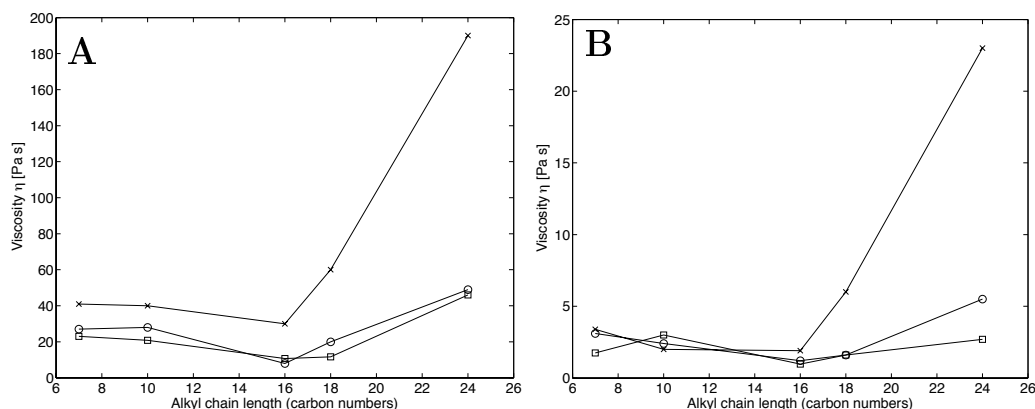 A
200
180
160
140
120
100
80
60
40
20
0
Viscosity η [Pa s]
6 8 10 12 14 16 18 20 22 24 26
Alkyl chain length (carbon numbers)
B
25
20
15
10
5
0
Viscosity η [Pa s]
6 8 10 12 14 16 18 20 22 24 26
Alkyl chain length (carbon numbers)